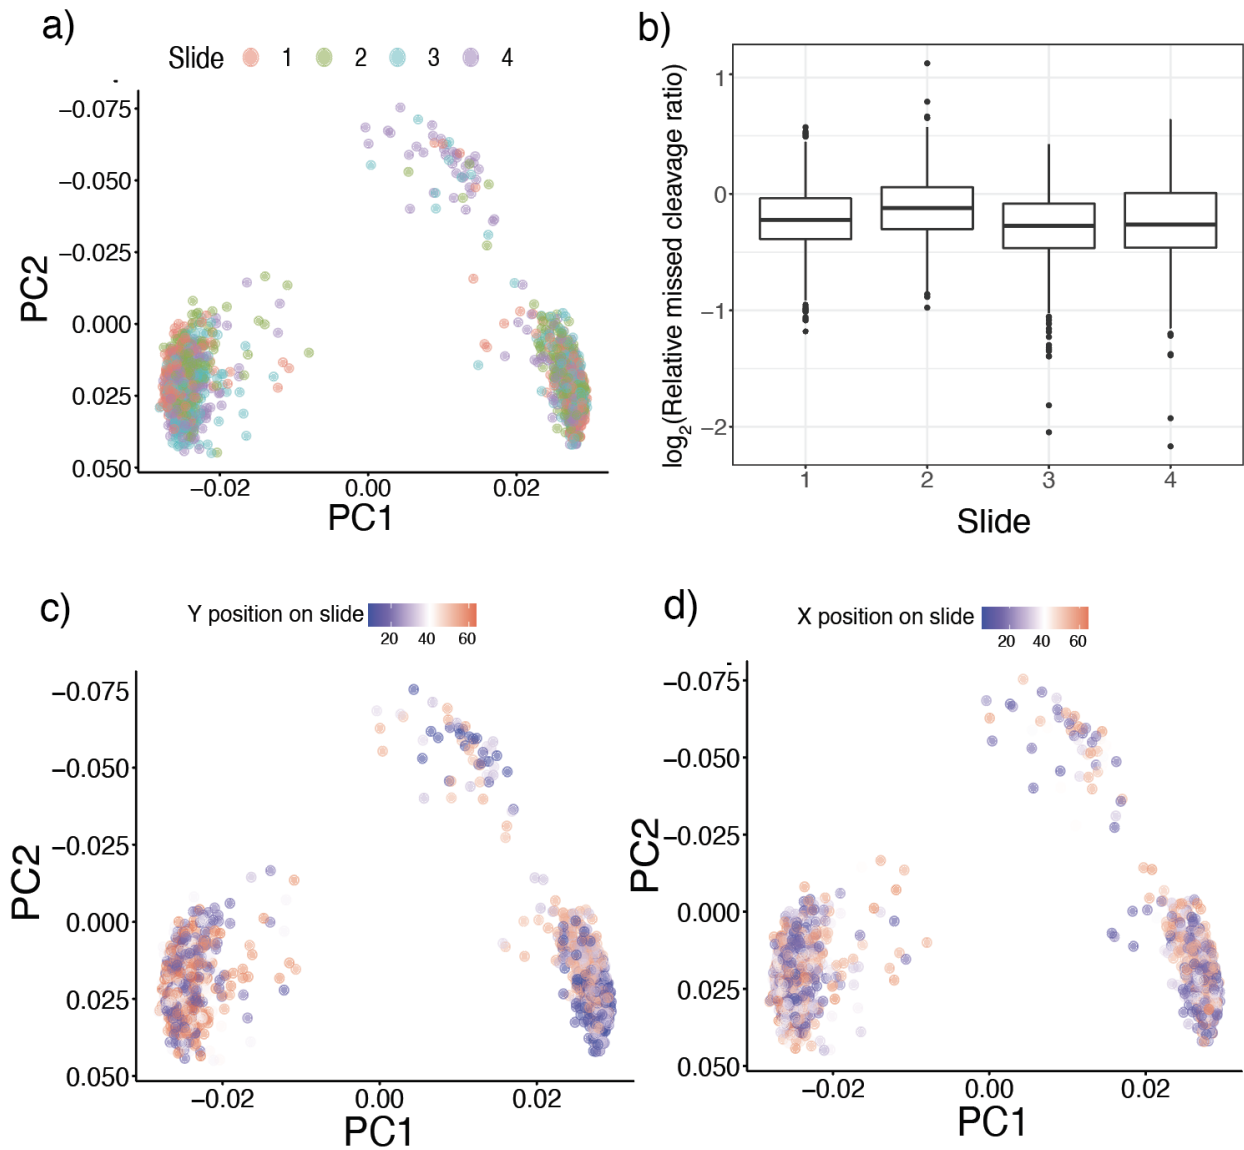 a)
Slide 1 2 3 4
−0.075
−0.050
−0.025
0.000
0.025
0.050
PC2
−0.02 0.00 0.02
PC1
b)
1
0
−1
−2
log2(Relative missed cleavage ratio)
1 2 3 4
Slide
c)
Y position on slide
20 40 60
−0.075
−0.050
−0.025
0.000
0.025
0.050
PC2
−0.02 0.00 0.02
PC1
d)
X position on slide
20 40 60
−0.075
−0.050
−0.025
0.000
0.025
0.050
PC2
−0.02 0.00 0.02
PC1